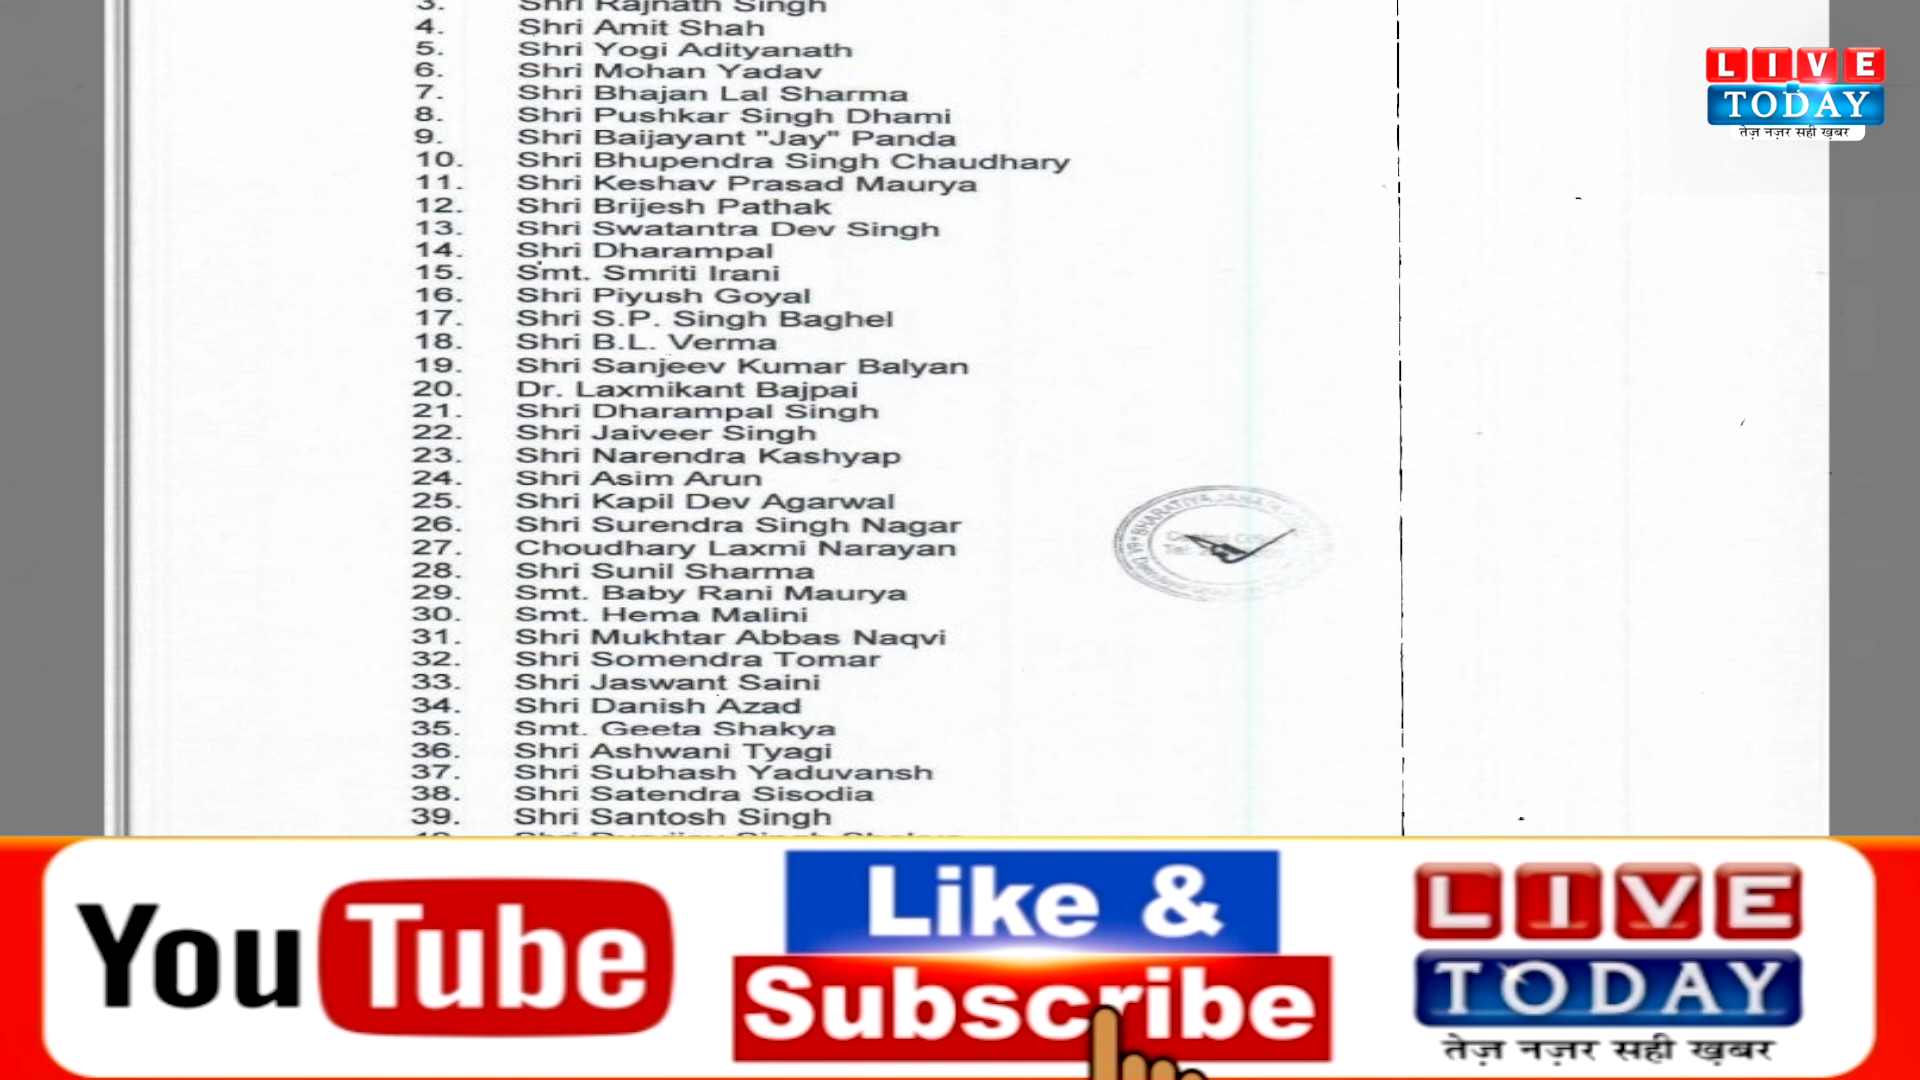 3. Shri Rajnath Singh
4. Shri Amit Shah
5. Shri Yogi Adityanath
6. Shri Mohan Yadav
7. Shri Bhajan Lal Sharma
8. Shri Pushkar Singh Dhami
9. Shri Baijayant "Jay" Panda
10. Shri Bhupendra Singh Chaudhary
11. Shri Keshav Prasad Maurya
12. Shri Brijesh Pathak
13. Shri Swatantra Dev Singh
14. Shri Dharampal
15. Smt. Smriti Irani
16. Shri Piyush Goyal
17. Shri S.P. Singh Baghel
18. Shri B.L. Verma
19. Shri Sanjeev Kumar Balyan
20. Dr. Laxmikant Bajpai
21. Shri Dharampal Singh
22. Shri Jaiveer Singh
23. Shri Narendra Kashyap
24. Shri Asim Arun
25. Shri Kapil Dev Agarwal
26. Shri Surendra Singh Nagar
27. Choudhary Laxmi Narayan
28. Shri Sunil Sharma
29. Smt. Baby Rani Maurya
30. Smt. Hema Malini
31. Shri Mukhtar Abbas Naqvi
32. Shri Somendra Tomar
33. Shri Jaswant Saini
34. Shri Danish Azad
35. Smt. Geeta Shakya
36. Shri Ashwani Tyagi
37. Shri Subhash Yaduvansh
38. Shri Satendra Sisodia
39. Shri Santosh Singh
BHARATIYA JANATA
LIVE
TODAY
तेज़ नज़र सही ख़बर
YouTube
Like &
Subscribe
LIVE
TODAY
तेज़ नज़र सही ख़बर